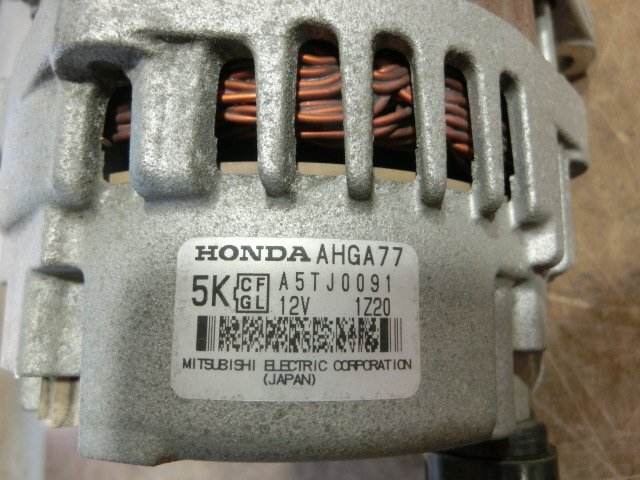 HONDA AHGA77
5K CF GL A5TJ0091
12V 1Z20
MITSUBISHI ELECTRIC CORPORATION
(JAPAN)